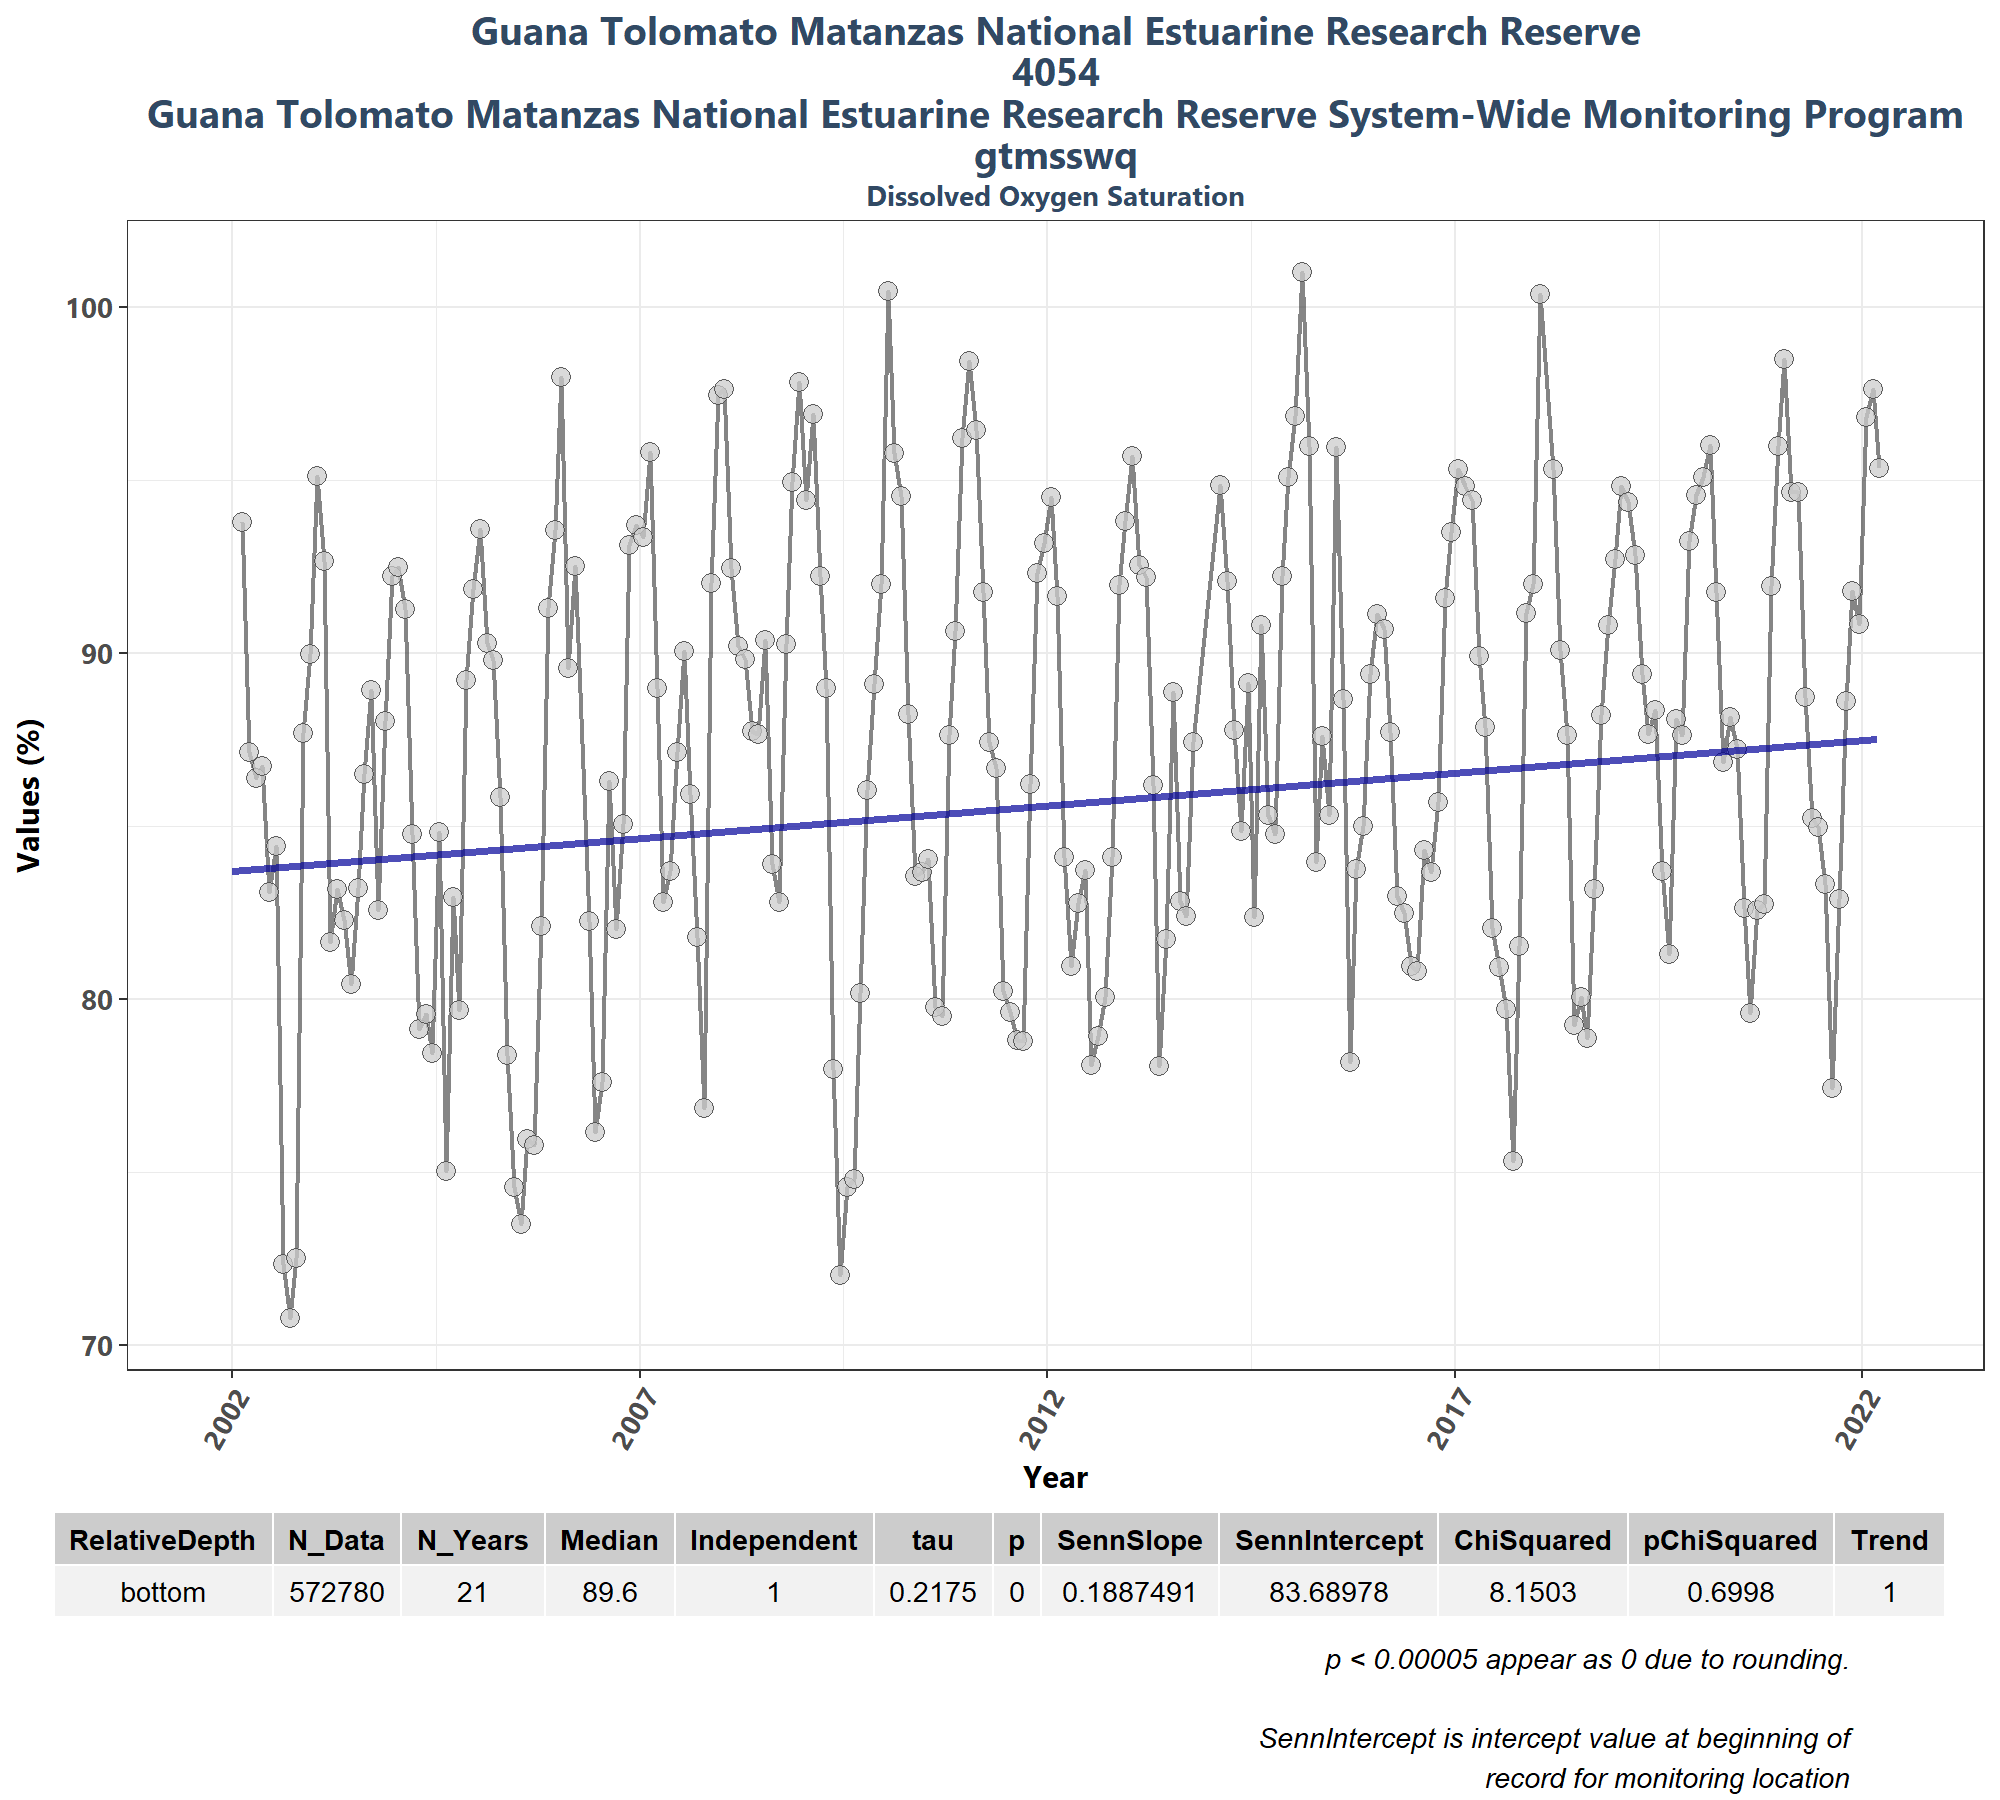 Guana Tolomato Matanzas National Estuarine Research Reserve
4054
Guana Tolomato Matanzas National Estuarine Research Reserve System-Wide Monitoring Program
gtmsswq
Dissolved Oxygen Saturation
100
90
80
70
Values (%)
2002 2007 2012 2017 2022
Year
RelativeDepth N_Data N_Years Median Independent tau p SennSlope SennIntercept ChiSquared pChiSquared Trend
bottom 572780 21 89.6 1 0.2175 0 0.1887491 83.68978 8.1503 0.6998 1
p < 0.00005 appear as 0 due to rounding.
SennIntercept is intercept value at beginning of
record for monitoring location